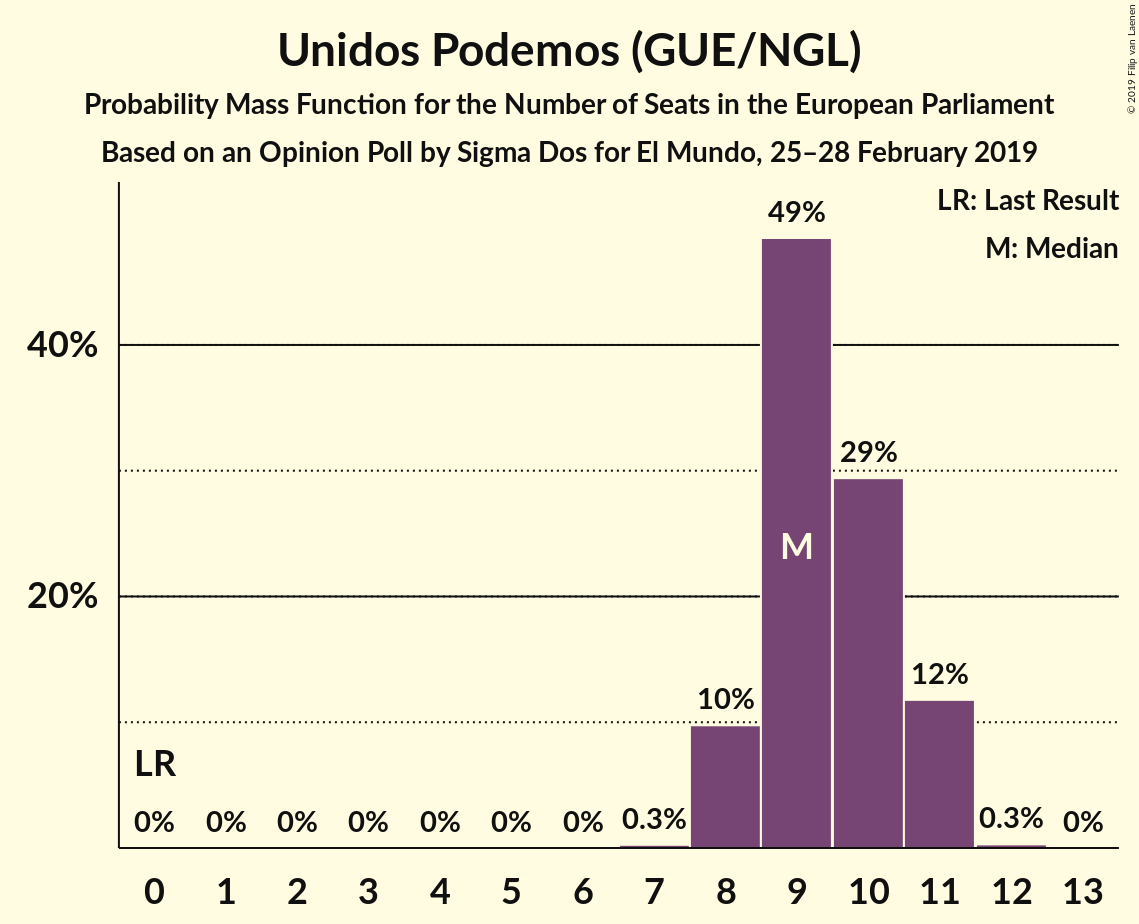 Unidos Podemos (GUE/NGL)
Probability Mass Function for the Number of Seats in the European Parliament
Based on an Opinion Poll by Sigma Dos for El Mundo, 25–28 February 2019
© 2019 Filip van Laenen
LR: Last Result
M: Median
49%
40%
29%
M
20%
12%
10%
LR
0% 0% 0% 0% 0% 0% 0% 0.3% 0.3% 0%
0 1 2 3 4 5 6 7 8 9 10 11 12 13